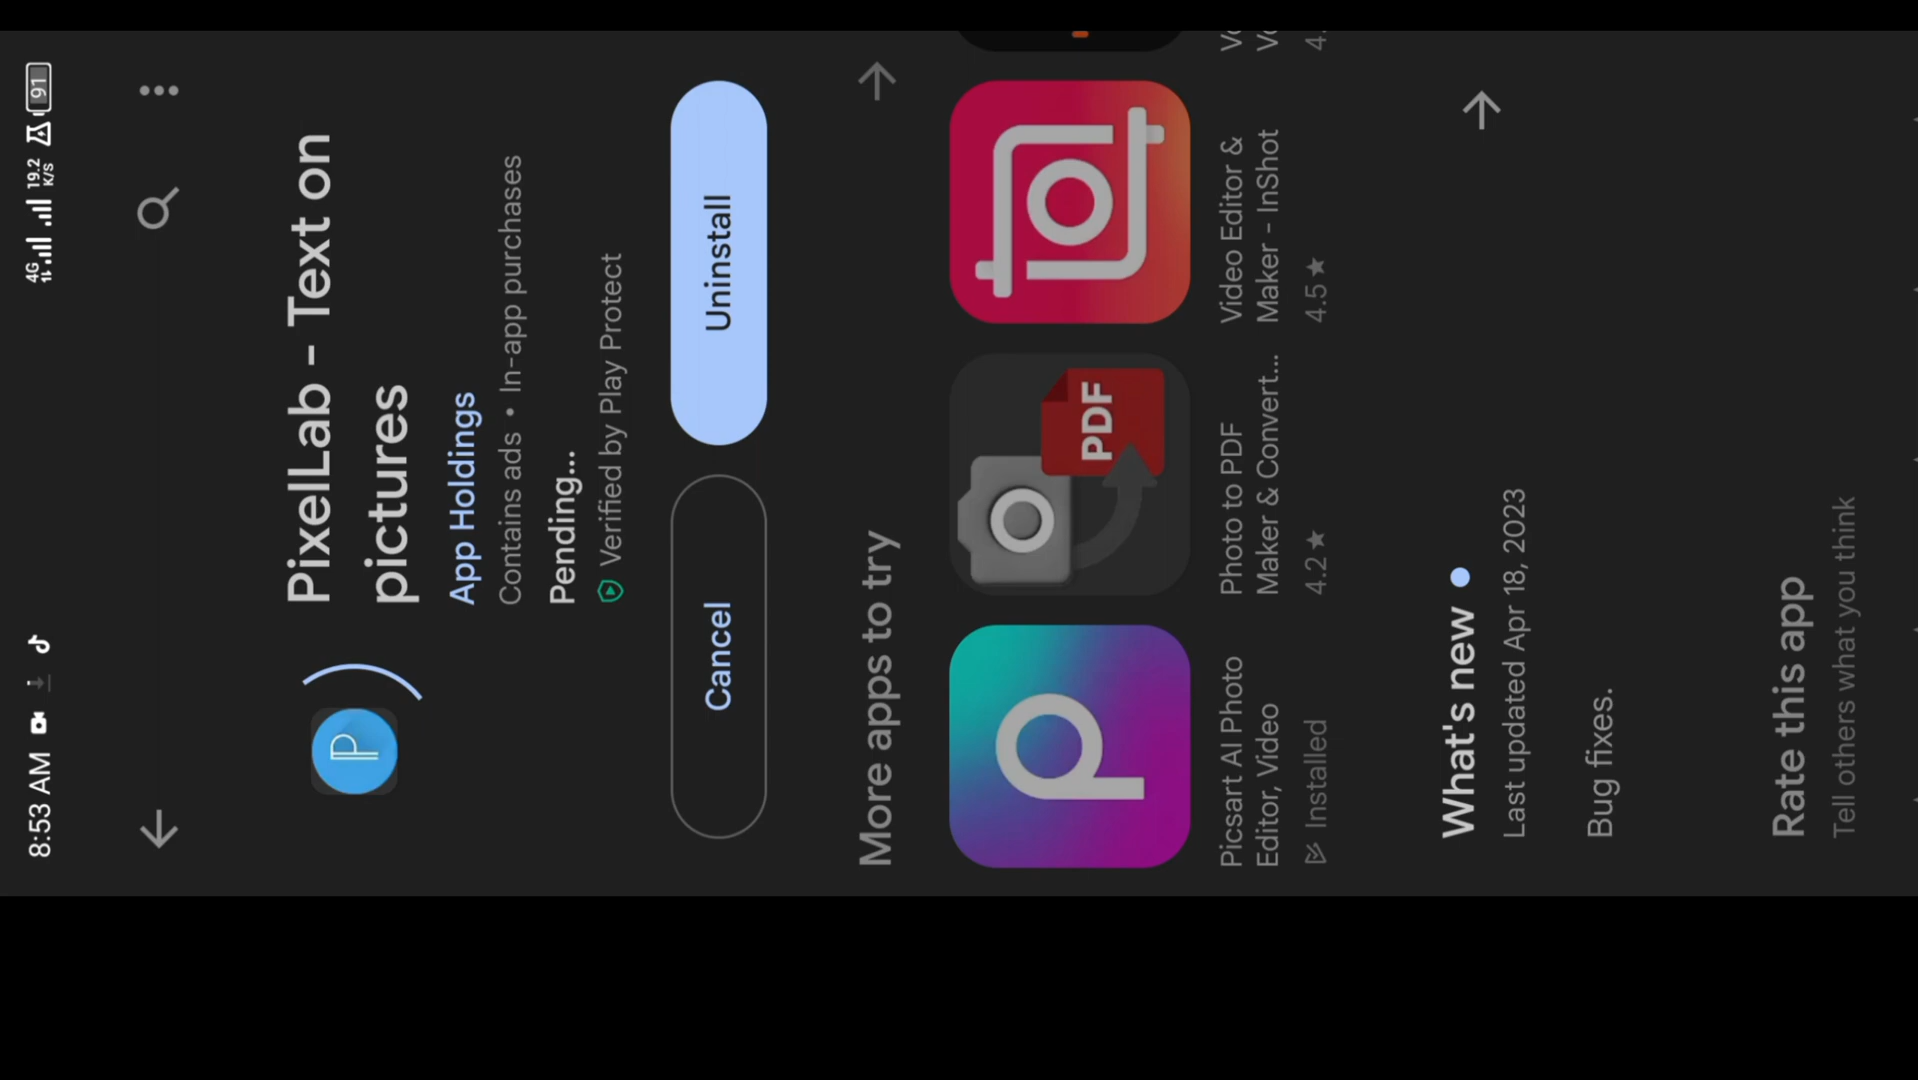 8:53 AM
4G
19.2
K/S
91
PixelLab - Text on
pictures
App Holdings
Contains ads • In-app purchases
Pending...
Verified by Play Protect
Cancel
Uninstall
More apps to try
PDF
Picsart AI Photo
Editor, Video
Installed
Photo to PDF
Maker & Convert...
4.2★
Video Editor &
Maker - InShot
4.5★
Vo
Vo
4.
What's new
Last updated Apr 18, 2023
Bug fixes.
Rate this app
Tell others what you think